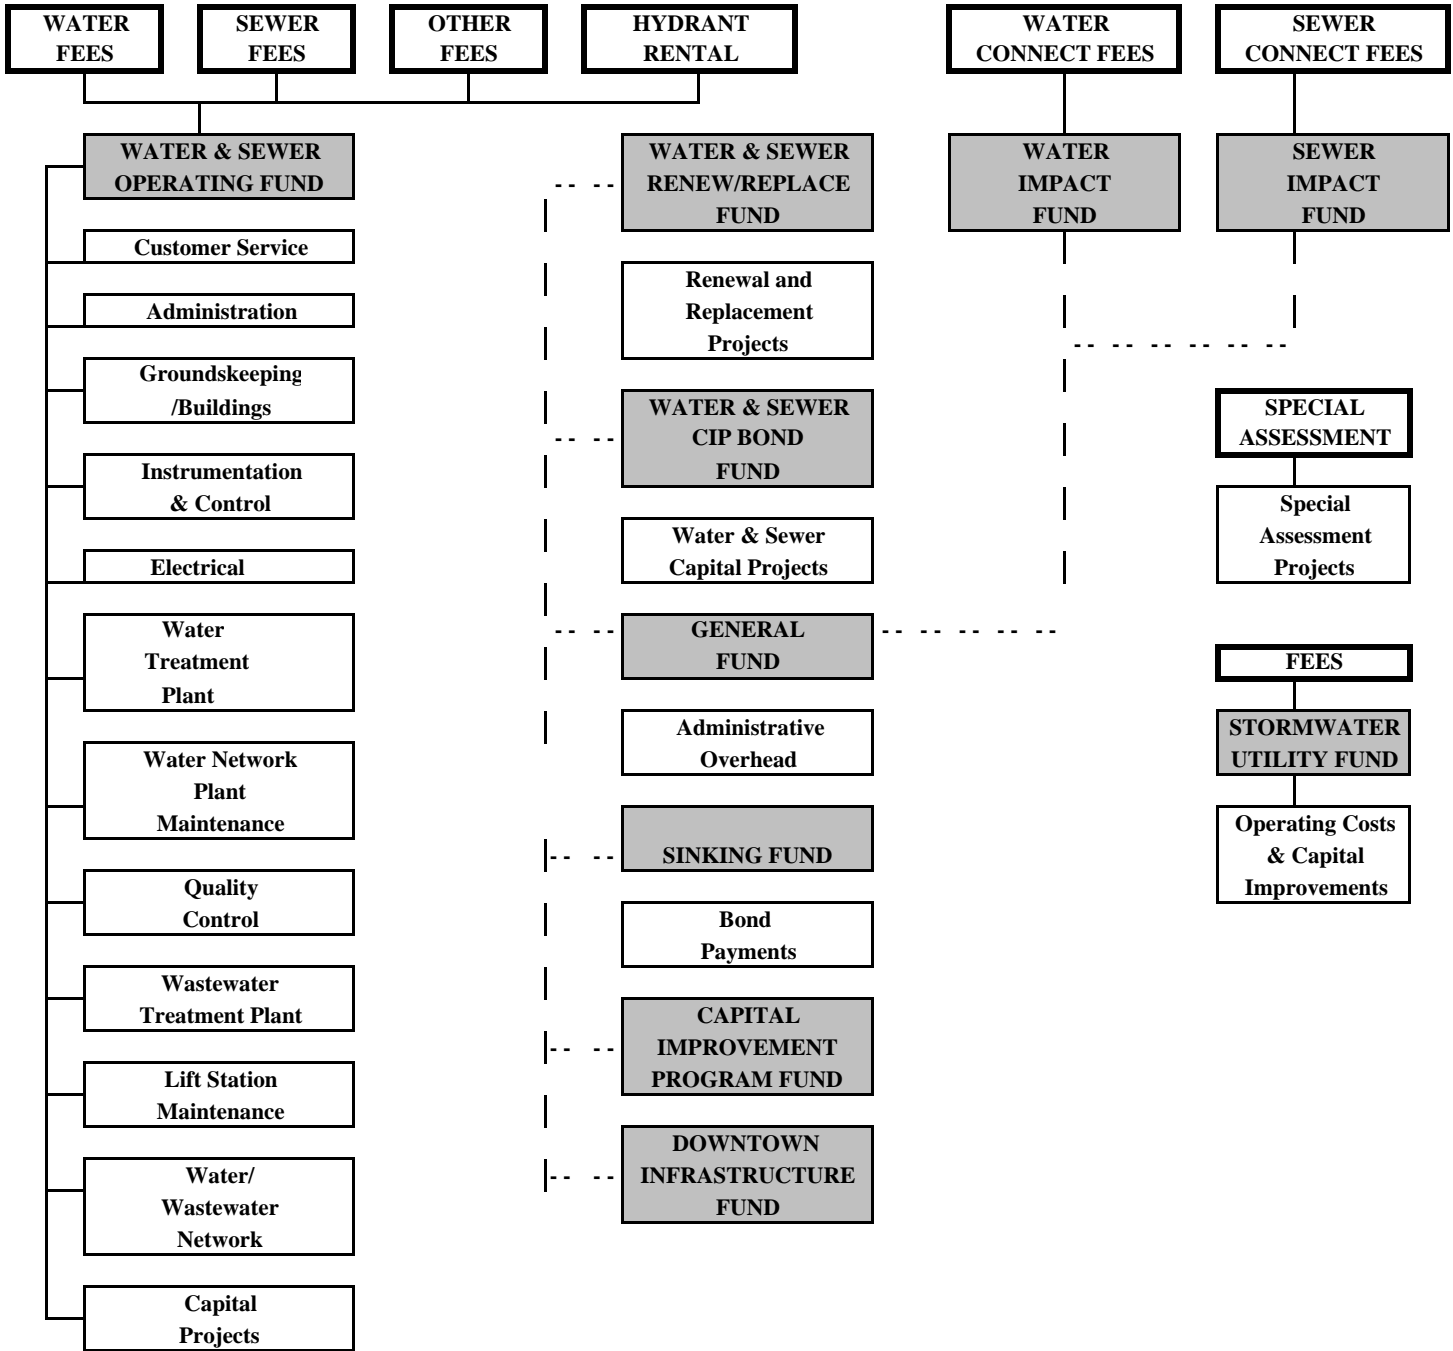 WATER
FEES
SEWER
FEES
OTHER
FEES
HYDRANT
RENTAL
WATER
CONNECT FEES
SEWER
CONNECT FEES
WATER & SEWER
OPERATING FUND
Customer Service
Administration
Groundskeeping
/Buildings
Instrumentation
& Control
Electrical
Water
Treatment
Plant
Water Network
Plant
Maintenance
Quality
Control
Wastewater
Treatment Plant
Lift Station
Maintenance
Water/
Wastewater
Network
Capital
Projects
WATER & SEWER
RENEW/REPLACE
FUND
Renewal and
Replacement
Projects
WATER & SEWER
CIP BOND
FUND
Water & Sewer
Capital Projects
GENERAL
FUND
Administrative
Overhead
SINKING FUND
Bond
Payments
CAPITAL
IMPROVEMENT
PROGRAM FUND
DOWNTOWN
INFRASTRUCTURE
FUND
WATER
IMPACT
FUND
SEWER
IMPACT
FUND
SPECIAL
ASSESSMENT
Special
Assessment
Projects
FEES
STORMWATER
UTILITY FUND
Operating Costs
& Capital
Improvements